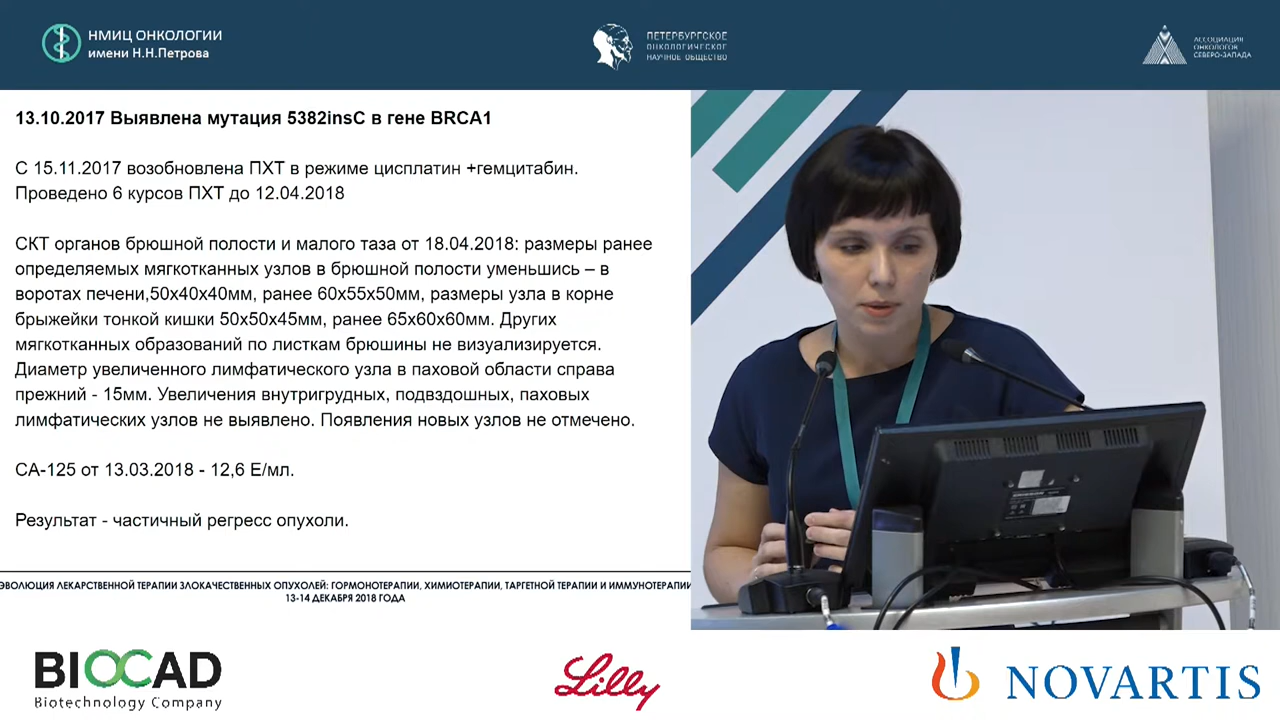 НМИЦ ОНКОЛОГИИ
имени Н.Н.Петрова
ПЕТЕРБУРГСКОЕ
ОНКОЛОГИЧЕСКОЕ
НАУЧНОЕ ОБЩЕСТВО
АССОЦИАЦИЯ
ОНКОЛОГОВ
СЕВЕРО-ЗАПАДА
13.10.2017 Выявлена мутация 5382insC в гене BRCA1
С 15.11.2017 возобновлена ПХТ в режиме цисплатин +гемцитабин.
Проведено 6 курсов ПХТ до 12.04.2018
СКТ органов брюшной полости и малого таза от 18.04.2018: размеры ранее
определяемых мягкотканных узлов в брюшной полости уменьшись – в
воротах печени,50х40х40мм, ранее 60х55х50мм, размеры узла в корне
брыжейки тонкой кишки 50х50х45мм, ранее 65х60х60мм. Других
мягкотканных образований по листкам брюшины не визуализируется.
Диаметр увеличенного лимфатического узла в паховой области справа
прежний - 15мм. Увеличения внутригрудных, подвздошных, паховых
лимфатических узлов не выявлено. Появления новых узлов не отмечено.
СА-125 от 13.03.2018 - 12,6 Е/мл.
Результат - частичный регресс опухоли.
ЭВОЛЮЦИЯ ЛЕКАРСТВЕННОЙ ТЕРАПИИ ЗЛОКАЧЕСТВЕННЫХ ОПУХОЛЕЙ: ГОРМОНОТЕРАПИИ, ХИМИОТЕРАПИИ, ТАРГЕТНОЙ ТЕРАПИИ И ИММУНОТЕРАПИИ
13-14 ДЕКАБРЯ 2018 ГОДА
BIOCAD
Biotechnology Company
Lilly
NOVARTIS